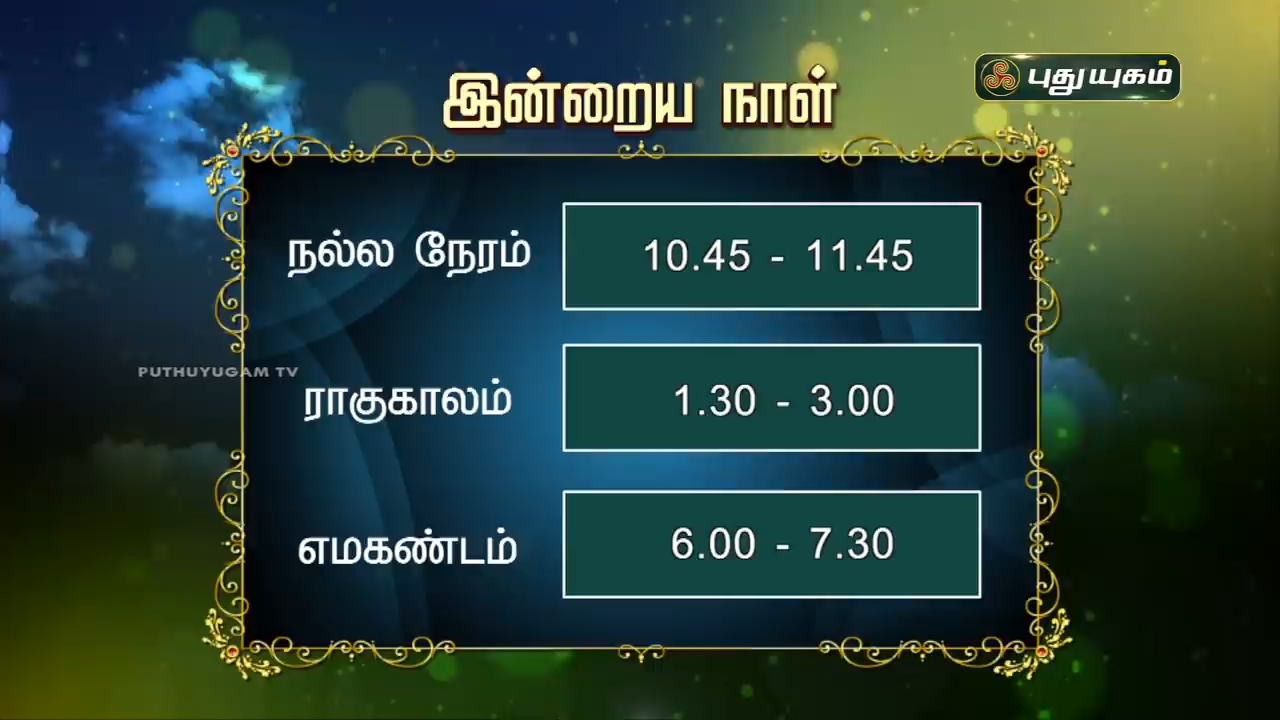 இன்றைய நாள்
புதுயுகம்
நல்ல நேரம் 10.45 - 11.45
PUTHUYUGAM TV
ராகுகாலம் 1.30 - 3.00
எமகண்டம் 6.00 - 7.30